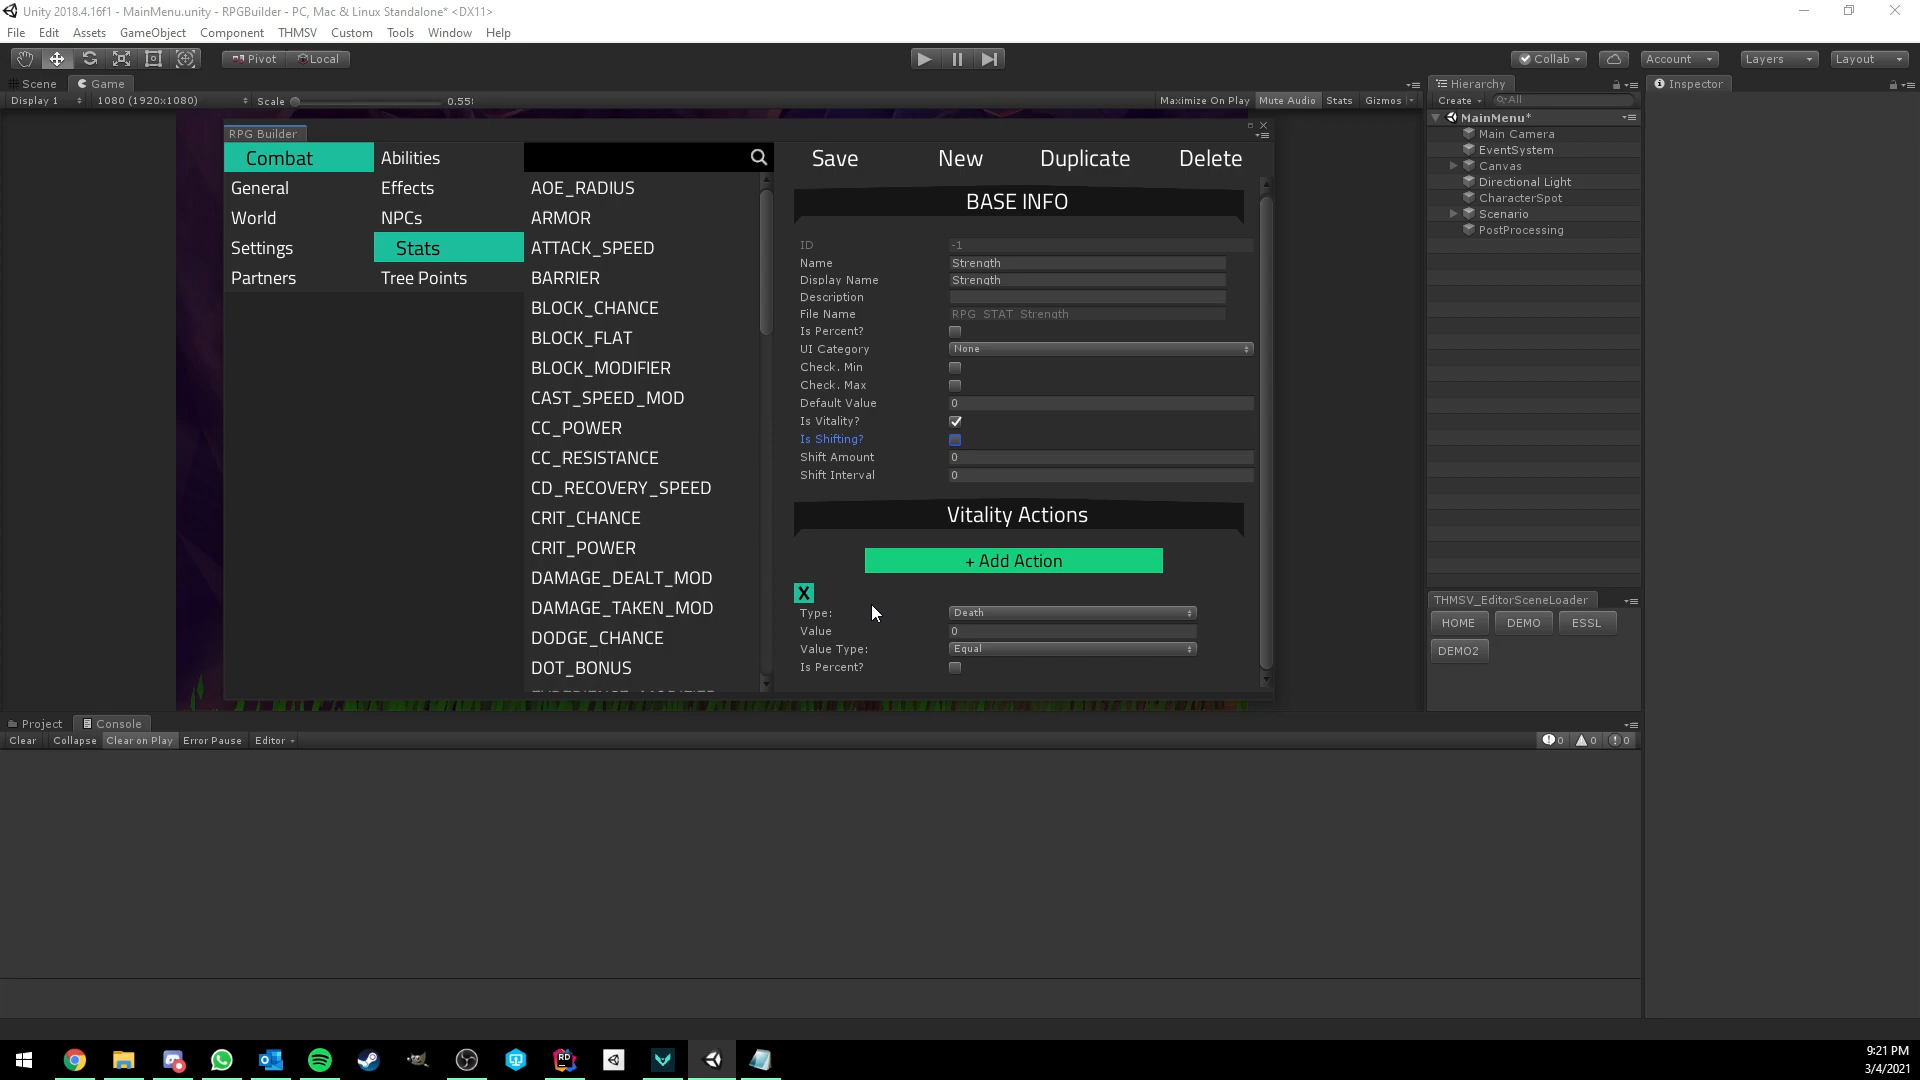 Unity 2018.4.16f1 - MainMenu.unity - RPGBuilder - PC, Mac & Linux Standalone* <DX11>
File Edit Assets GameObject Component THMSV Custom Tools Window Help
Pivot Local Collab Account Layers Layout
Scene Game Hierarchy Inspector
Display 1 1080 (1920x1080) Scale 0.55 Maximize On Play Mute Audio Stats Gizmos Create All
MainMenu*
Main Camera
EventSystem
Canvas
Directional Light
CharacterSpot
Scenario
PostProcessing
RPG Builder
Combat
General
World
Settings
Partners
Abilities
Effects
NPCs
Stats
Tree Points
AOE_RADIUS
ARMOR
ATTACK_SPEED
BARRIER
BLOCK_CHANCE
BLOCK_FLAT
BLOCK_MODIFIER
CAST_SPEED_MOD
CC_POWER
CC_RESISTANCE
CD_RECOVERY_SPEED
CRIT_CHANCE
CRIT_POWER
DAMAGE_DEALT_MOD
DAMAGE_TAKEN_MOD
DODGE_CHANCE
DOT_BONUS
Save New Duplicate Delete
BASE INFO
ID -1
Name Strength
Display Name Strength
Description
File Name RPG_STAT_Strength
Is Percent?
UI Category None
Check. Min
Check. Max
Default Value 0
Is Vitality?
Is Shifting?
Shift Amount 0
Shift Interval 0
Vitality Actions
+ Add Action
X
Type: Death
Value 0
Value Type: Equal
Is Percent?
THMSV_EditorSceneLoader
HOME DEMO ESSL
DEMO2
Project Console
Clear Collapse Clear on Play Error Pause Editor 0 0 0
RD
9:21 PM
3/4/2021